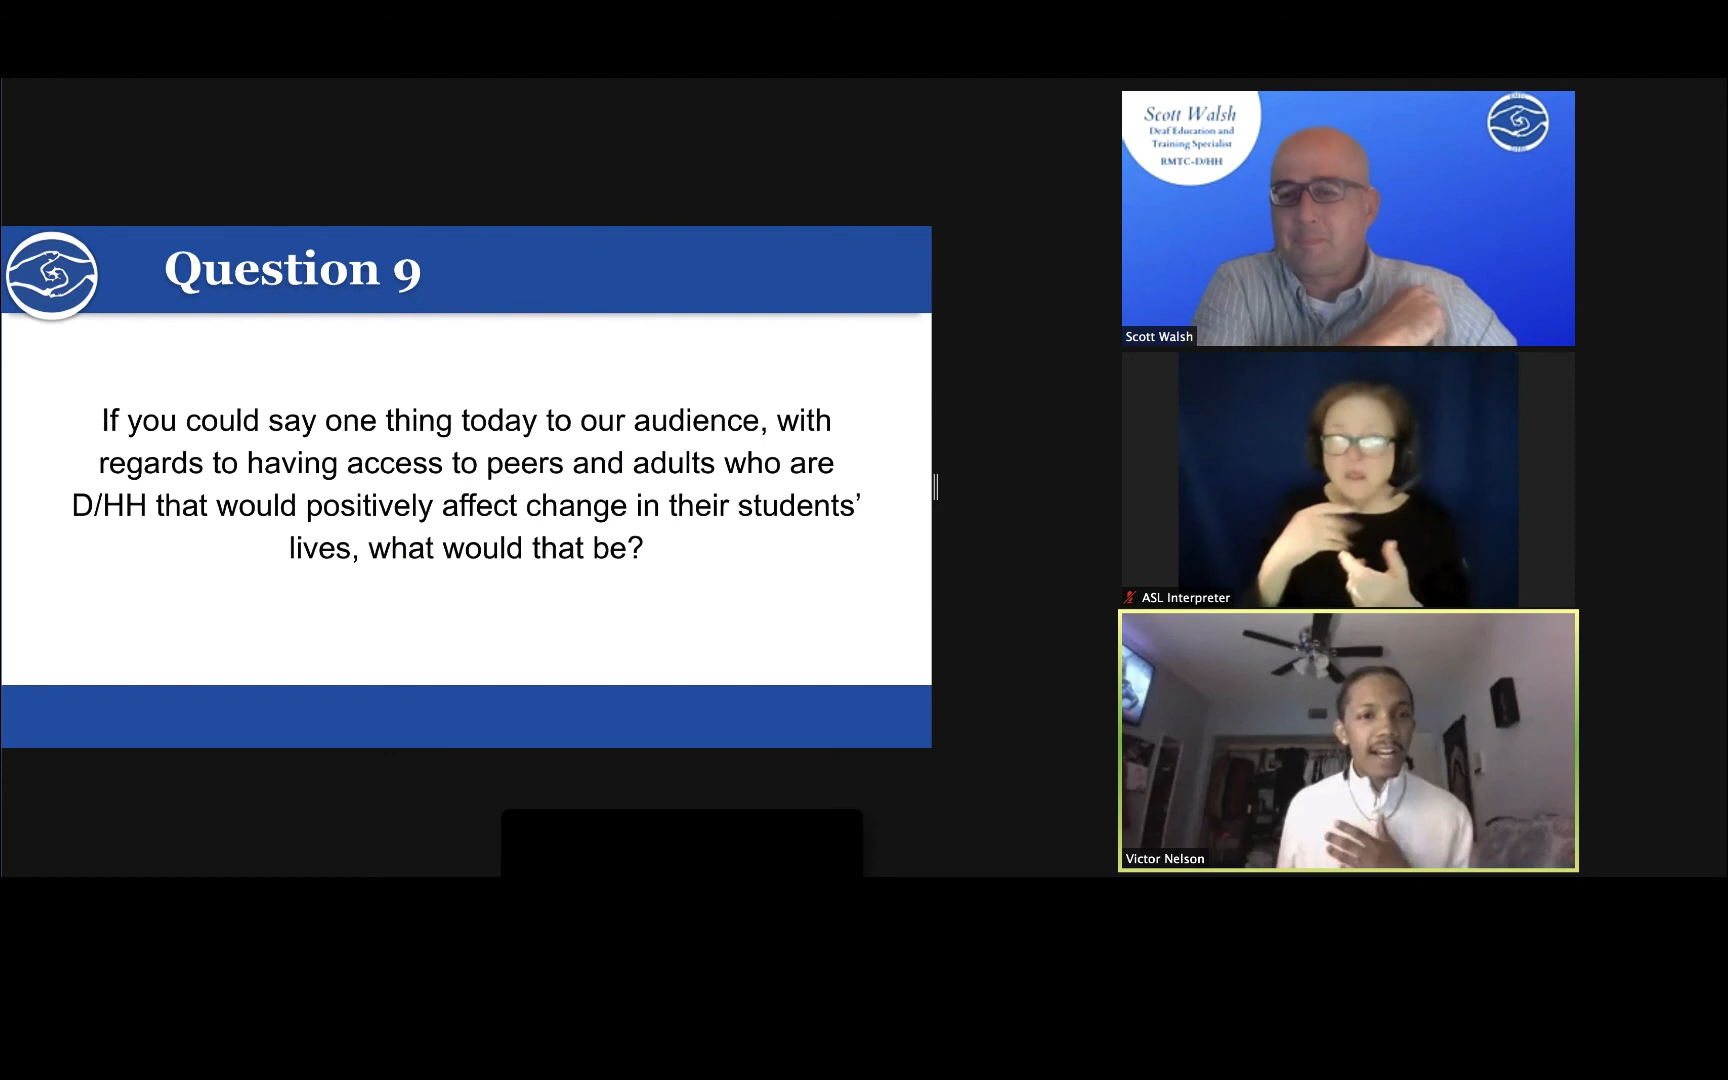 Question 9
If you could say one thing today to our audience, with
regards to having access to peers and adults who are
D/HH that would positively affect change in their students’
lives, what would that be?
Scott Walsh
Deaf Education and
Training Specialist
RMTC-D/HH
Scott Walsh
ASL Interpreter
Victor Nelson